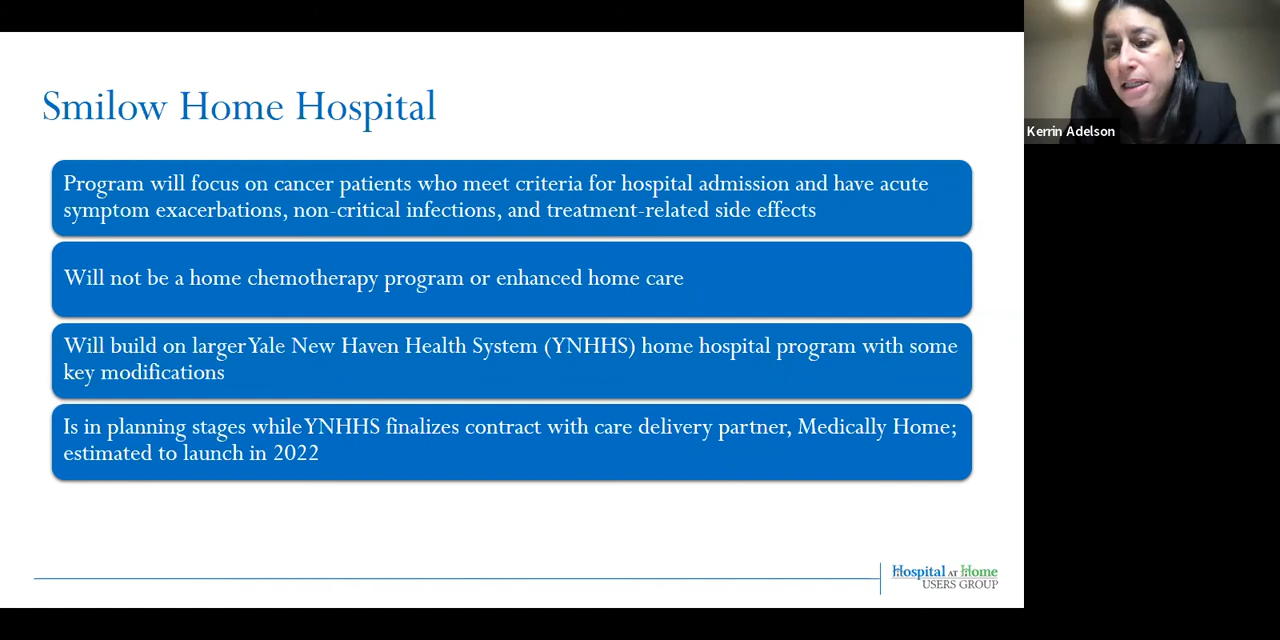 Smilow Home Hospital
Program will focus on cancer patients who meet criteria for hospital admission and have acute
symptom exacerbations, non-critical infections, and treatment-related side effects
Will not be a home chemotherapy program or enhanced home care
Will build on larger Yale New Haven Health System (YNHHS) home hospital program with some
key modifications
Is in planning stages while YNHHS finalizes contract with care delivery partner, Medically Home;
estimated to launch in 2022
Hospital AT Home
USERS GROUP
Kerrin Adelson